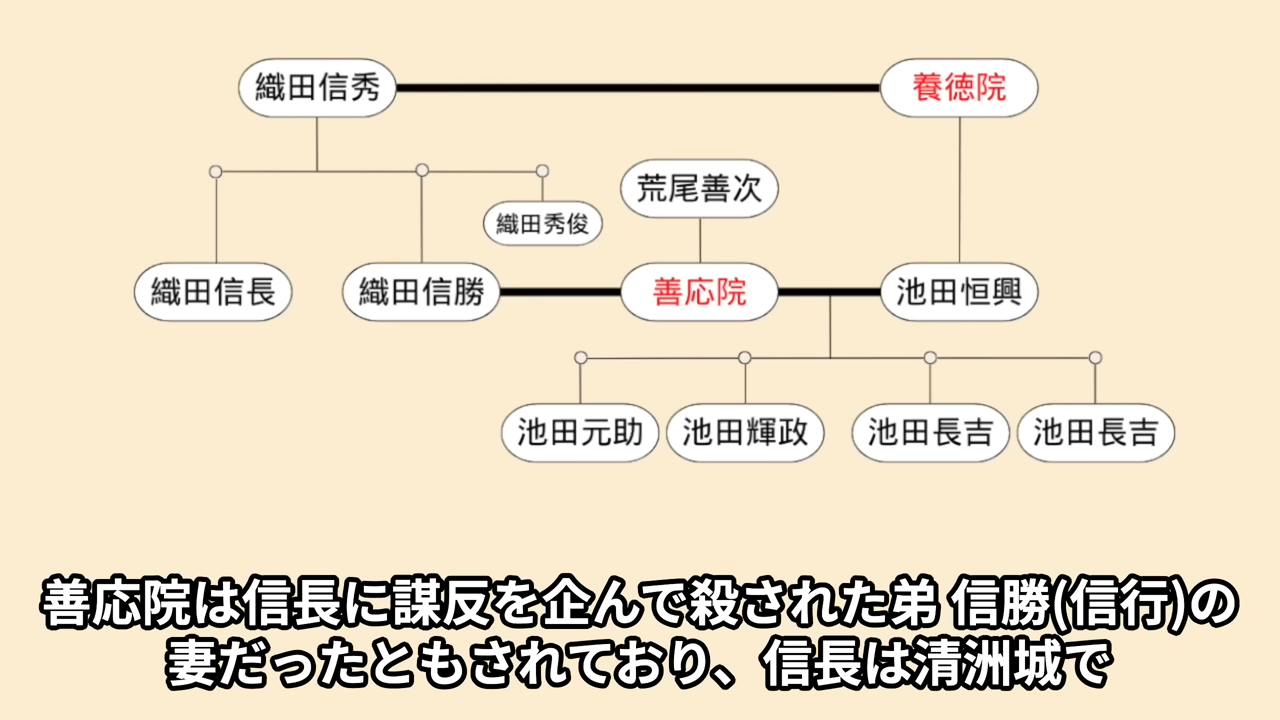 織田信秀
養徳院
荒尾善次
織田秀俊
織田信長
織田信勝
善応院
池田恒興
池田元助
池田輝政
池田長吉
池田長吉
善応院は信長に謀反を企んで殺された弟 信勝(信行)の
妻だったともされており、信長は清洲城で